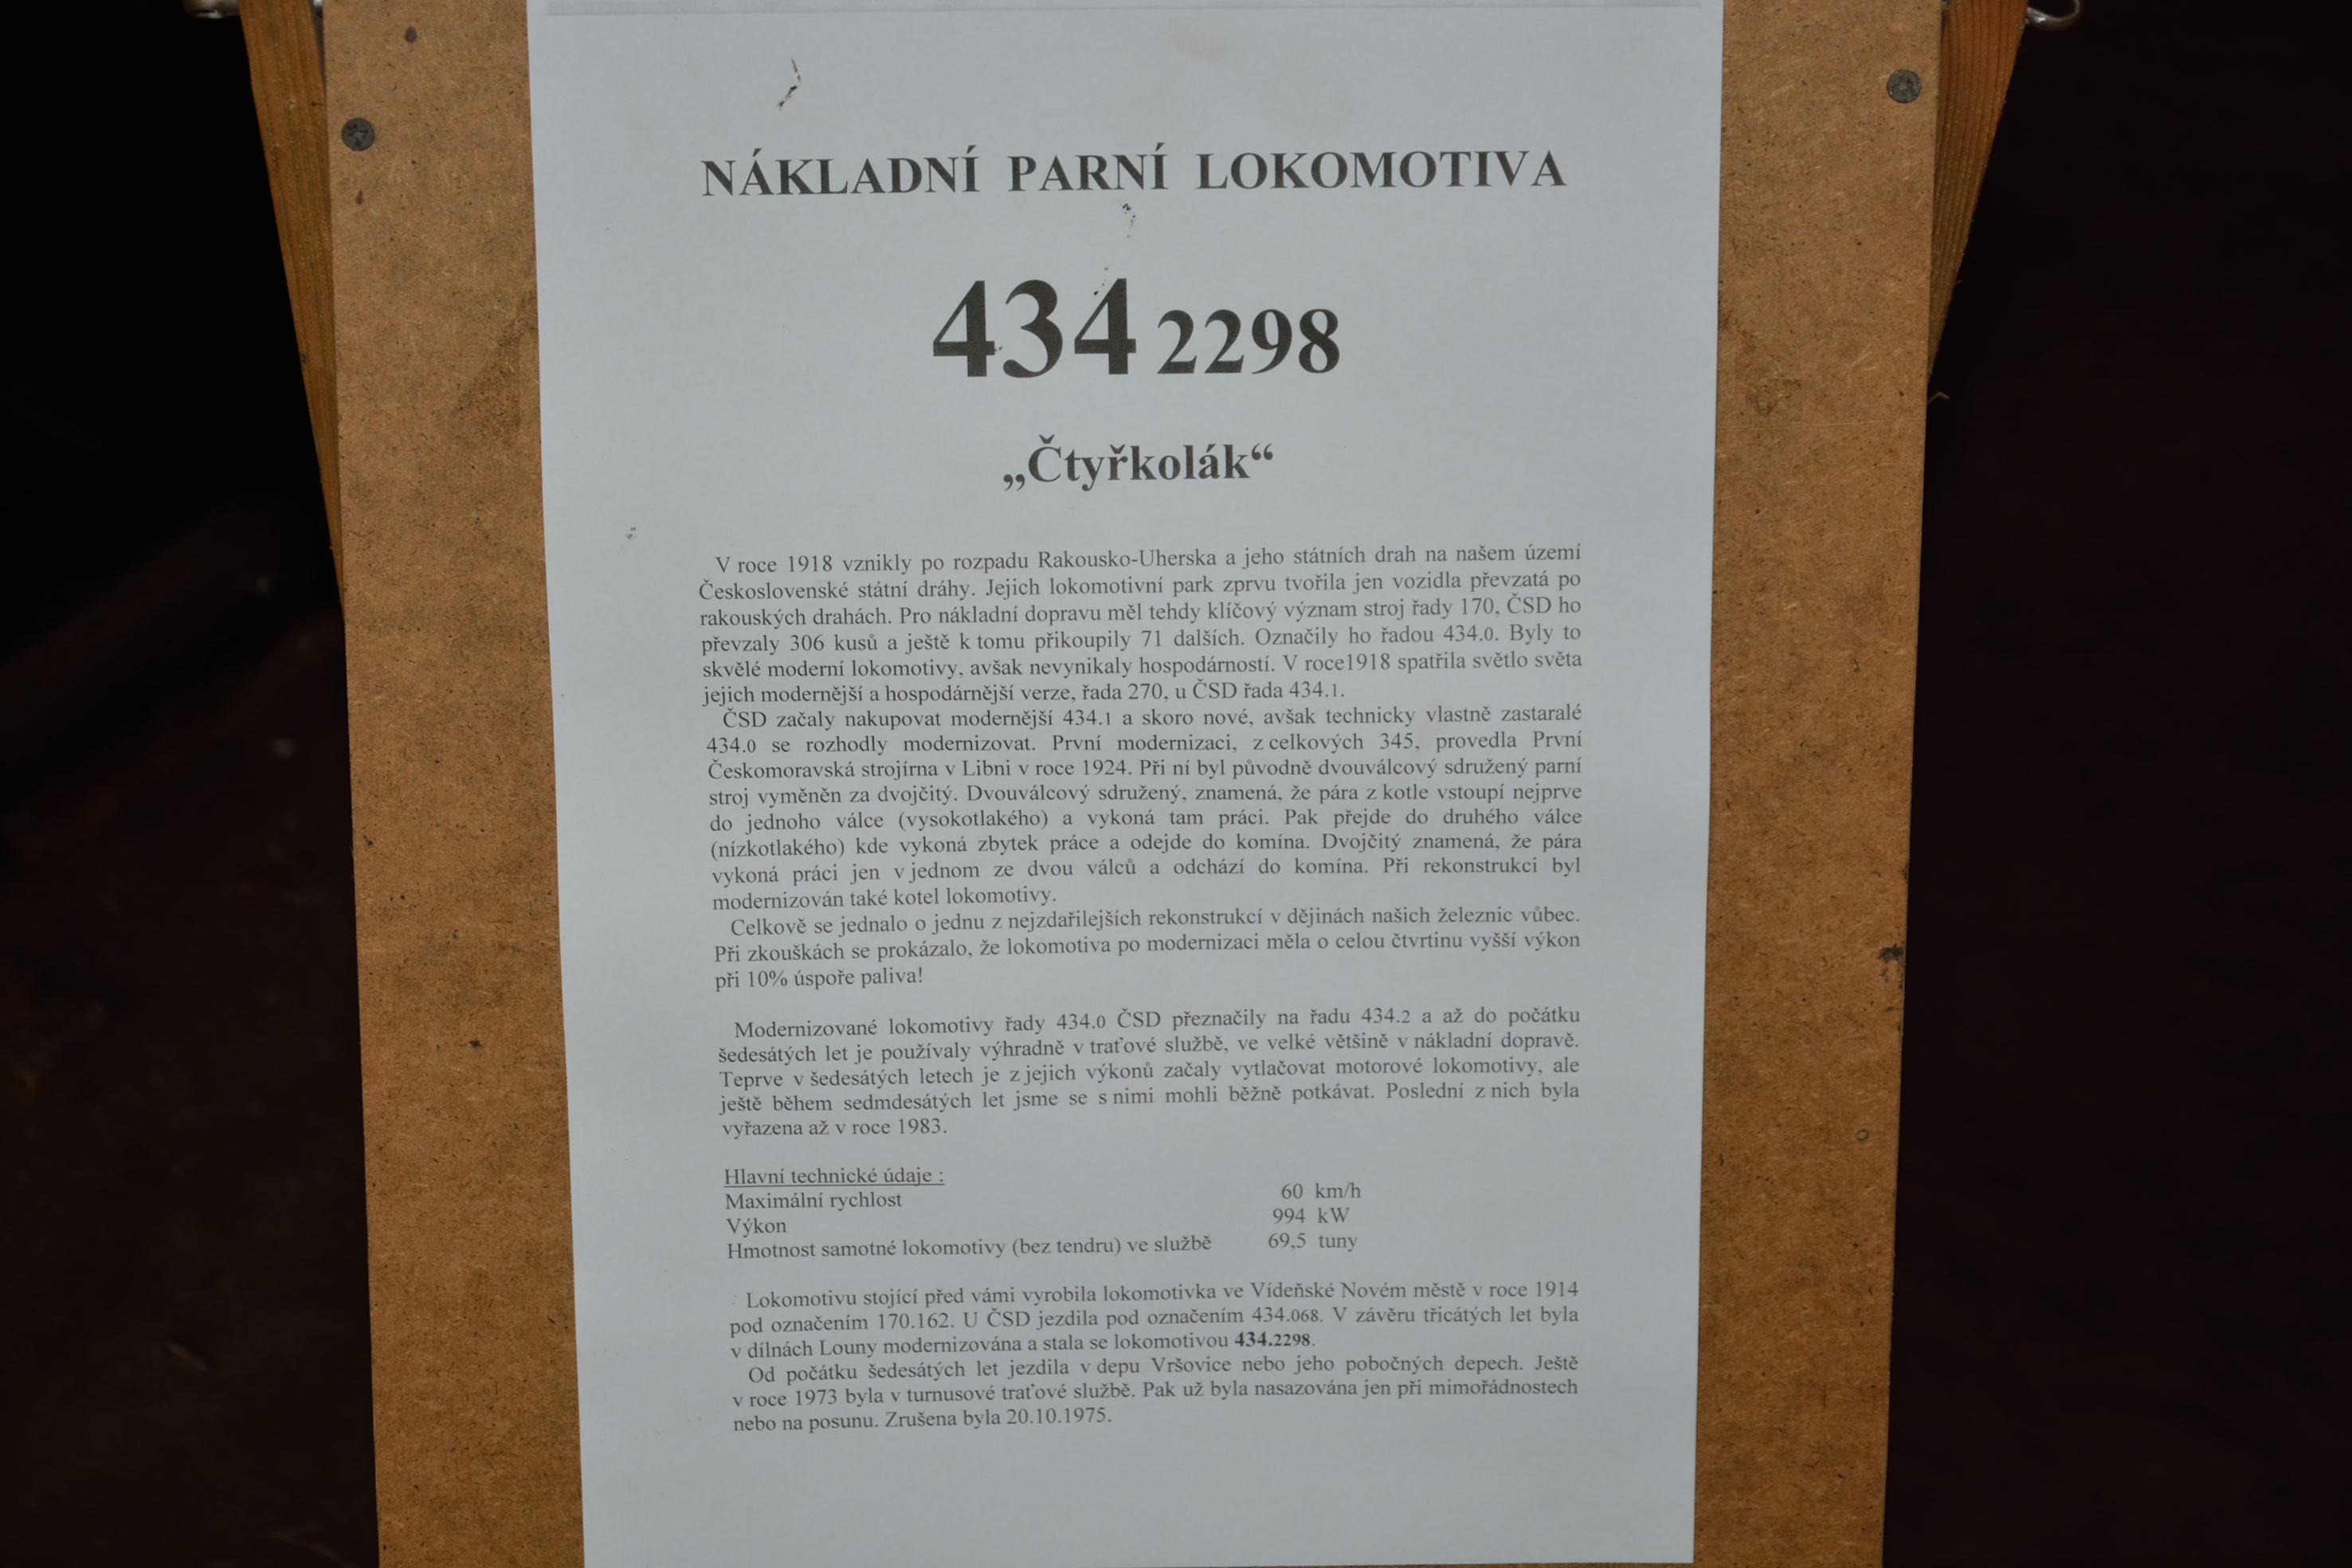 NÁKLADNÍ PARNÍ LOKOMOTIVA
434 2298
„Čtyřkolák“
V roce 1918 vznikly po rozpadu Rakousko-Uherska a jeho státních drah na našem území
Československé státní dráhy. Jejich lokomotivní park zprvu tvořila jen vozidla převzatá po
rakouských drahách. Pro nákladní dopravu měl tehdy klíčový význam stroj řady 170, ČSD ho
převzaly 306 kusů a ještě k tomu přikoupily 71 dalších. Označily ho řadou 434.0. Byly to
skvělé moderní lokomotivy, avšak nevynikaly hospodárností. V roce1918 spatřila světlo světa
jejich modernější a hospodárnější verze, řada 270, u ČSD řada 434.1.
ČSD začaly nakupovat modernější 434.1 a skoro nové, avšak technicky vlastně zastaralé
434.0 se rozhodly modernizovat. První modernizaci, z celkových 345, provedla První
Českomoravská strojírna v Libni v roce 1924. Při ní byl původně dvouválcový sdružený parní
stroj vyměněn za dvojčitý. Dvouválcový sdružený, znamená, že pára z kotle vstoupí nejprve
do jednoho válce (vysokotlakého) a vykoná tam práci. Pak přejde do druhého válce
(nízkotlakého) kde vykoná zbytek práce a odejde do komína. Dvojčitý znamená, že pára
vykoná práci jen v jednom ze dvou válců a odchází do komína. Při rekonstrukci byl
modernizován také kotel lokomotivy.
Celkově se jednalo o jednu z nejzdařilejších rekonstrukcí v dějinách našich železnic vůbec.
Při zkouškách se prokázalo, že lokomotiva po modernizaci měla o celou čtvrtinu vyšší výkon
při 10% úspoře paliva!
Modernizované lokomotivy řady 434.0 ČSD přeznačily na řadu 434.2 a až do počátku
šedesátých let je používaly výhradně v traťové službě, ve velké většině v nákladní dopravě.
Teprve v šedesátých letech je z jejich výkonů začaly vytlačovat motorové lokomotivy, ale
ještě během sedmdesátých let jsme se s nimi mohli běžně potkávat. Poslední z nich byla
vyřazena až v roce 1983.
Hlavní technické údaje :
Maximální rychlost 60 km/h
Výkon 994 kW
Hmotnost samotné lokomotivy (bez tendru) ve službě 69,5 tuny
Lokomotivu stojící před vámi vyrobila lokomotivka ve Vídeňské Novém městě v roce 1914
pod označením 170.162. U ČSD jezdila pod označením 434.068. V závěru třicátých let byla
v dílnách Louny modernizována a stala se lokomotivou 434.2298.
Od počátku šedesátých let jezdila v depu Vršovice nebo jeho pobočných depech. Ještě
v roce 1973 byla v turnusové traťové službě. Pak už byla nasazována jen při mimořádnostech
nebo na posunu. Zrušena byla 20.10.1975.